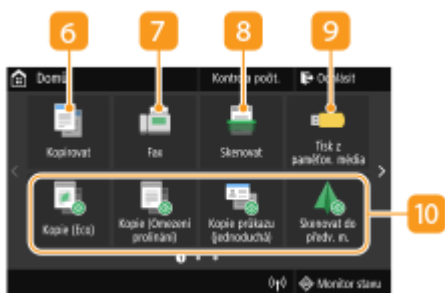 6 7 8 9
Domů Kontrola počt. Odhlásit
Kopírovat Fax Skenovat Tisk z
paměťov. média
Kopie (Eco) Kopie (Omezení Kopie průkazu Skenovat do
prolínání) (jednoduchá) předv. m.
10
1
Monitor stavu